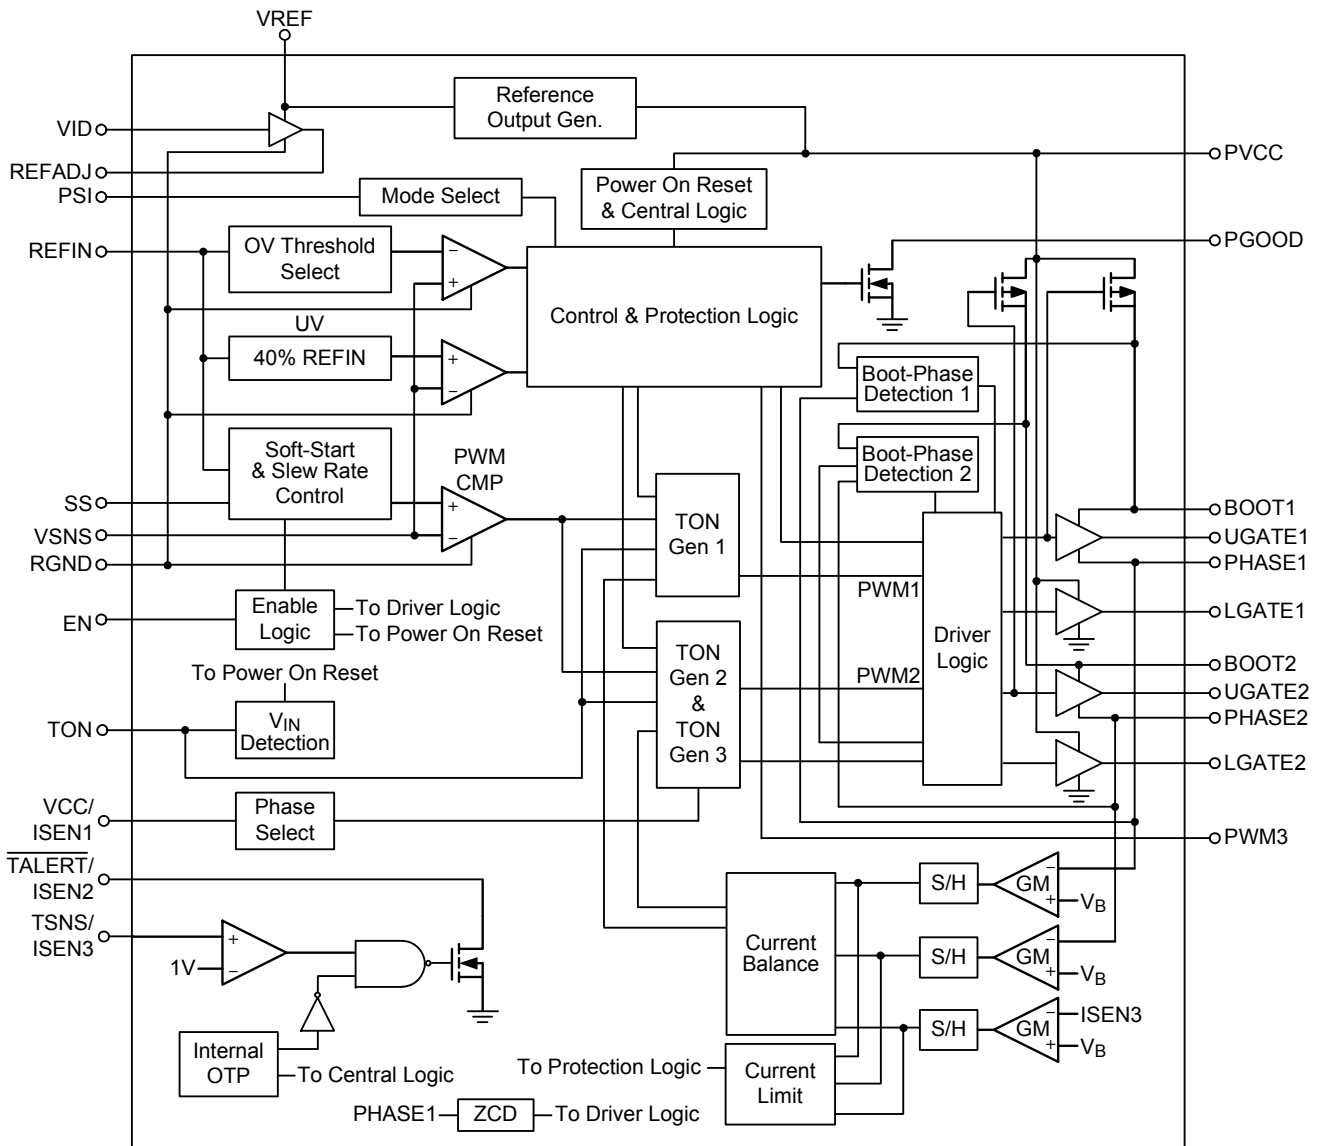 VREF
Reference
Output Gen.
VID
REFADJ
PSI
Mode Select
Power On Reset
& Central Logic
PVCC
REFIN
OV Threshold
Select
−
+
PGOOD
Control & Protection Logic
UV
40% REFIN
+
−
Boot-Phase
Detection 1
Soft-Start
& Slew Rate
Control
PWM
CMP
+
−
Boot-Phase
Detection 2
SS
VSNS
RGND
TON
Gen 1
BOOT1
UGATE1
PHASE1
EN
Enable
Logic
To Driver Logic
To Power On Reset
PWM1
LGATE1
Driver
Logic
To Power On Reset
TON
Gen 2
&
TON
Gen 3
PWM2
BOOT2
UGATE2
PHASE2
TON
VIN
Detection
LGATE2
VCC/
ISEN1
Phase
Select
PWM3
TALERT/
ISEN2
S/H
GM
−
+
VB
TSNS/
ISEN3
+
−
1V
Current
Balance
S/H
GM
−
+
VB
S/H
GM
−
+
ISEN3
VB
Internal
OTP
To Central Logic
To Protection Logic
Current
Limit
PHASE1
ZCD
To Driver Logic